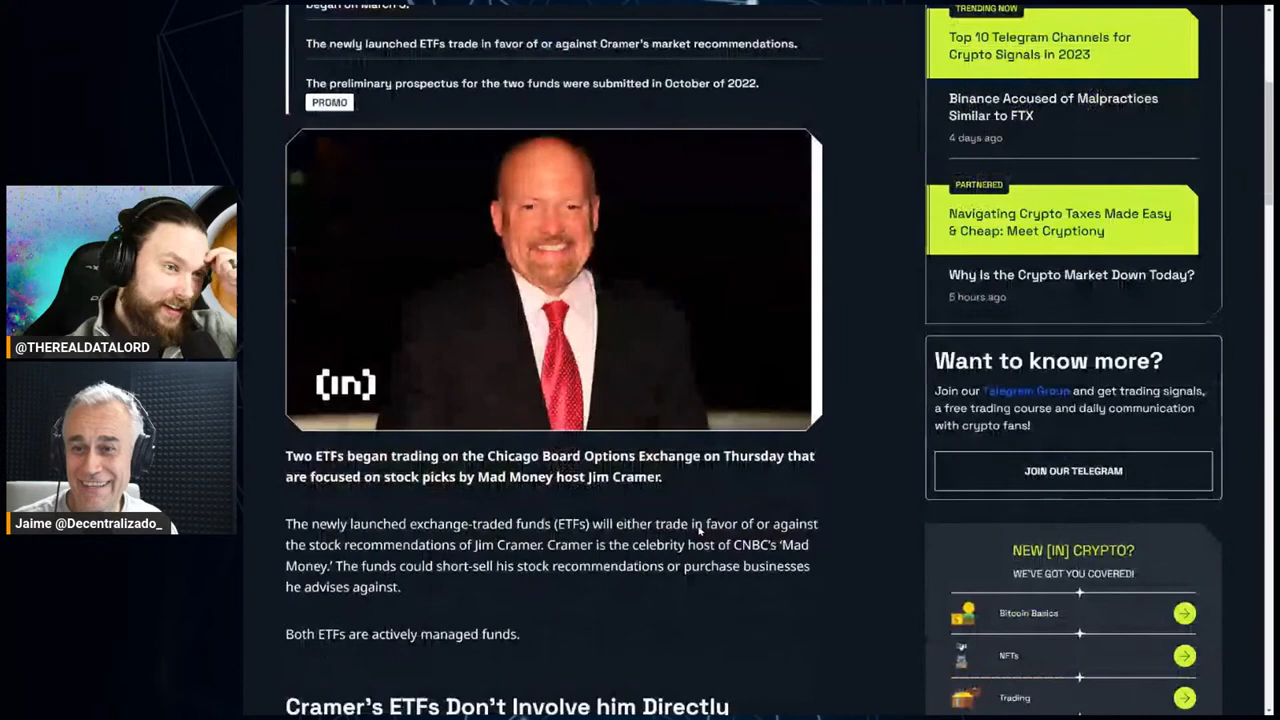 began on March 3.
The newly launched ETFs trade in favor of or against Cramer's market recommendations.
The preliminary prospectus for the two funds were submitted in October of 2022.
PROMO
(in)
Two ETFs began trading on the Chicago Board Options Exchange on Thursday that
are focused on stock picks by Mad Money host Jim Cramer.
The newly launched exchange-traded funds (ETFs) will either trade in favor of or against
the stock recommendations of Jim Cramer. Cramer is the celebrity host of CNBC's 'Mad
Money.' The funds could short-sell his stock recommendations or purchase businesses
he advises against.
Both ETFs are actively managed funds.
Cramer's ETFs Don't Involve him Directly
@THEREALDATALORD
Jaime @Decentralizado_
TRENDING NOW
Top 10 Telegram Channels for
Crypto Signals in 2023
Binance Accused of Malpractices
Similar to FTX
4 days ago
PARTNERED
Navigating Crypto Taxes Made Easy
& Cheap: Meet Cryptiony
Why Is the Crypto Market Down Today?
5 hours ago
Want to know more?
Join our Telegram Group and get trading signals,
a free trading course and daily communication
with crypto fans!
JOIN OUR TELEGRAM
NEW [IN] CRYPTO?
WE'VE GOT YOU COVERED!
Bitcoin Basics
NFTs
Trading